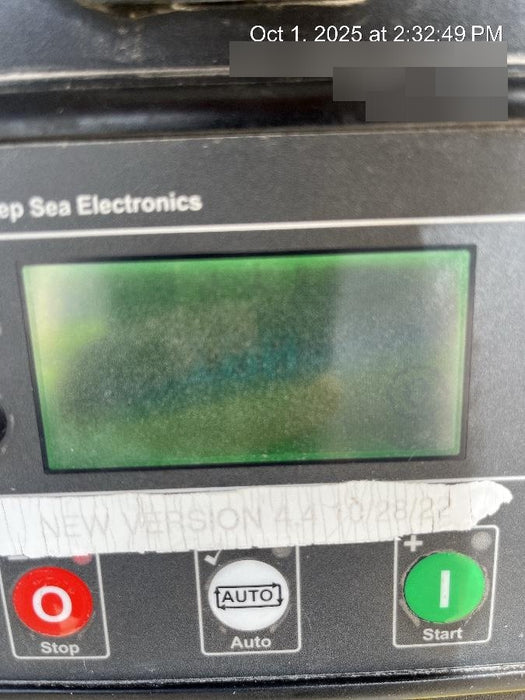 Oct 1, 2025 at 2:32:49 PM
ep Sea Electronics
NEW VERSION 4.4 10/28/22
O
AUTO
I
Stop
Auto
Start